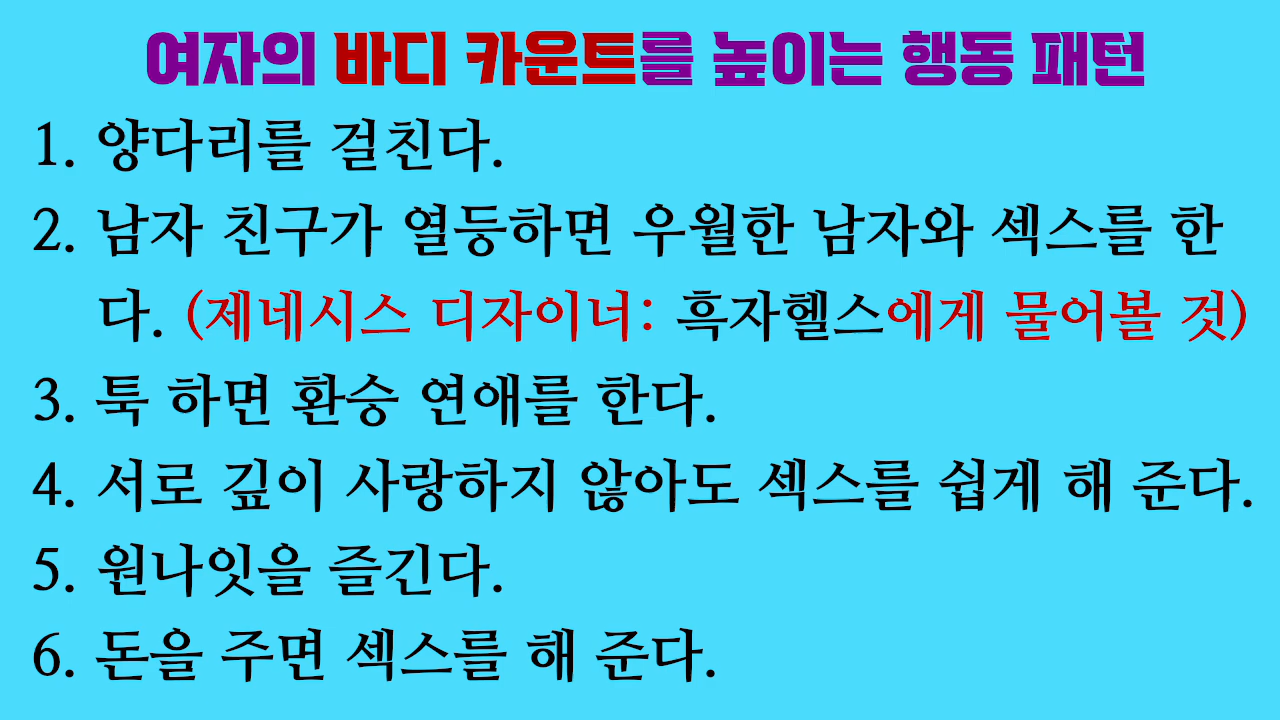 여자의 바디 카운트를 높이는 행동 패턴
1. 양다리를 걸친다.
2. 남자 친구가 열등하면 우월한 남자와 섹스를 한
다. (제네시스 디자이너: 흑자헬스에게 물어볼 것)
3. 툭 하면 환승 연애를 한다.
4. 서로 깊이 사랑하지 않아도 섹스를 쉽게 해 준다.
5. 원나잇을 즐긴다.
6. 돈을 주면 섹스를 해 준다.